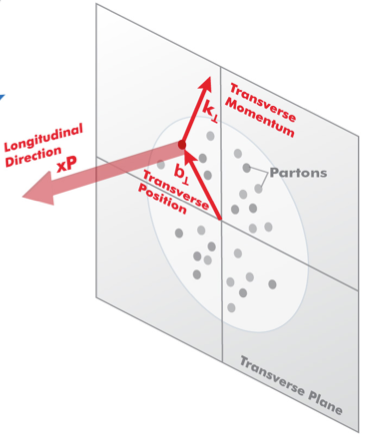 Transverse
Momentum
k⊥
Longitudinal
Direction
xP
Partons
b⊥
Transverse
Position
Transverse Plane